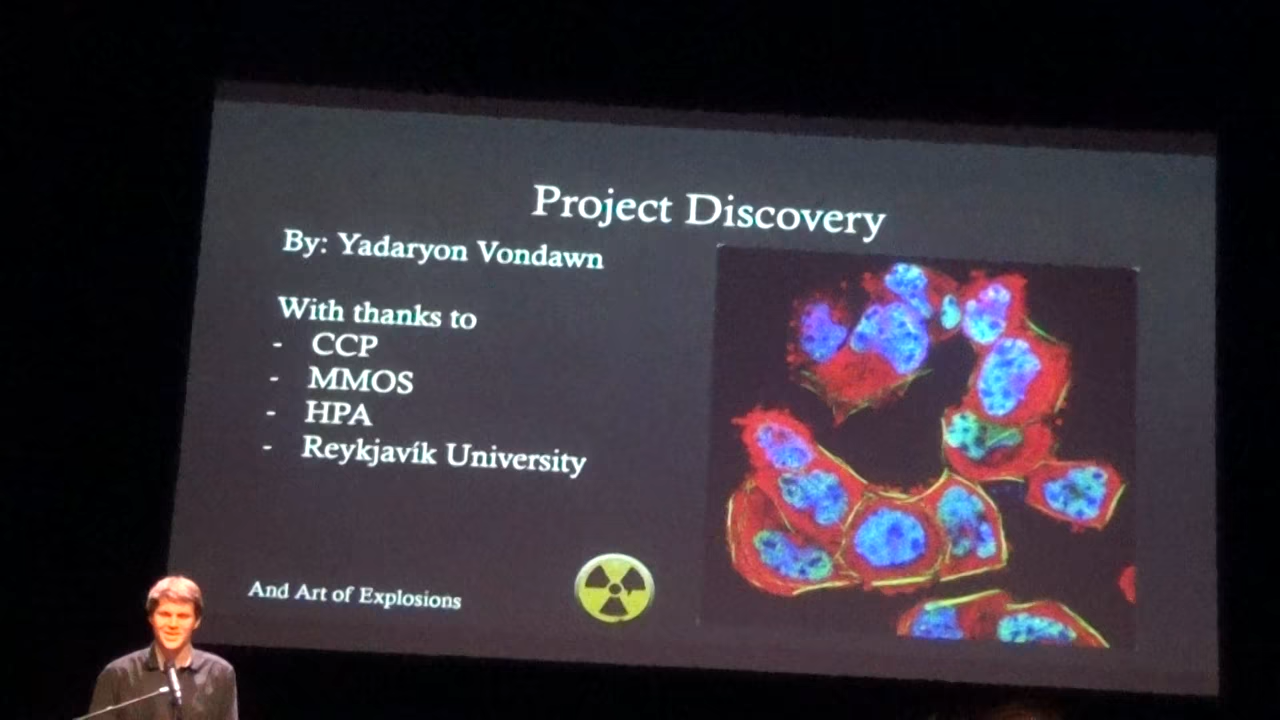 Project Discovery
By: Yadaryon Vondawn
With thanks to
- CCP
- MMOS
- HPA
- Reykjavík University
And Art of Explosions